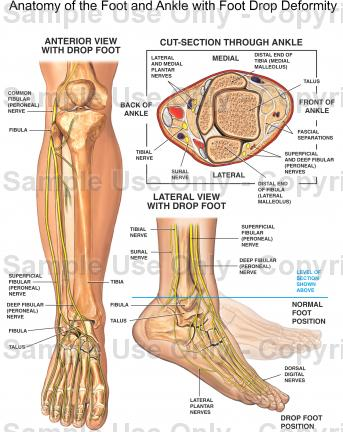 Anatomy of the Foot and Ankle with Foot Drop Deformity
Sample Use Only - Copyri
ANTERIOR VIEW
WITH DROP FOOT
COMMON
FIBULAR
(PERONEAL)
NERVE
FIBULA
SUPERFICIAL
FIBULAR
(PERONEAL)
NERVE
DEEP FIBULAR
(PERONEAL)
NERVE
FIBULA
TALUS
TIBIA
CUT-SECTION THROUGH ANKLE
LATERAL
AND MEDIAL
PLANTAR
NERVES
MEDIAL
DISTAL END OF
TIBIA (MEDIAL
MALLEOLUS)
TALUS
BACK OF
ANKLE
FRONT OF
ANKLE
FASCIAL
SEPARATIONS
TIBIAL
NERVE
SUPERFICIAL
AND DEEP FIBULAR
(PERONEAL)
NERVES
SURAL
NERVE
LATERAL
DISTAL END
OF FIBULA
(LATERAL
MALLEOLUS)
Sample Use Only - Copyri
LATERAL VIEW
WITH DROP FOOT
TIBIAL
NERVE
SURAL
NERVE
SUPERFICIAL
FIBULAR
(PERONEAL)
NERVE
DEEP FIBULAR
(PERONEAL)
NERVE
LEVEL OF
SECTION
SHOWN
ABOVE
FIBULA
TALUS
NORMAL
FOOT
POSITION
DORSAL
DIGITAL
NERVES
LATERAL
PLANTAR
NERVES
DROP FOOT
POSITION